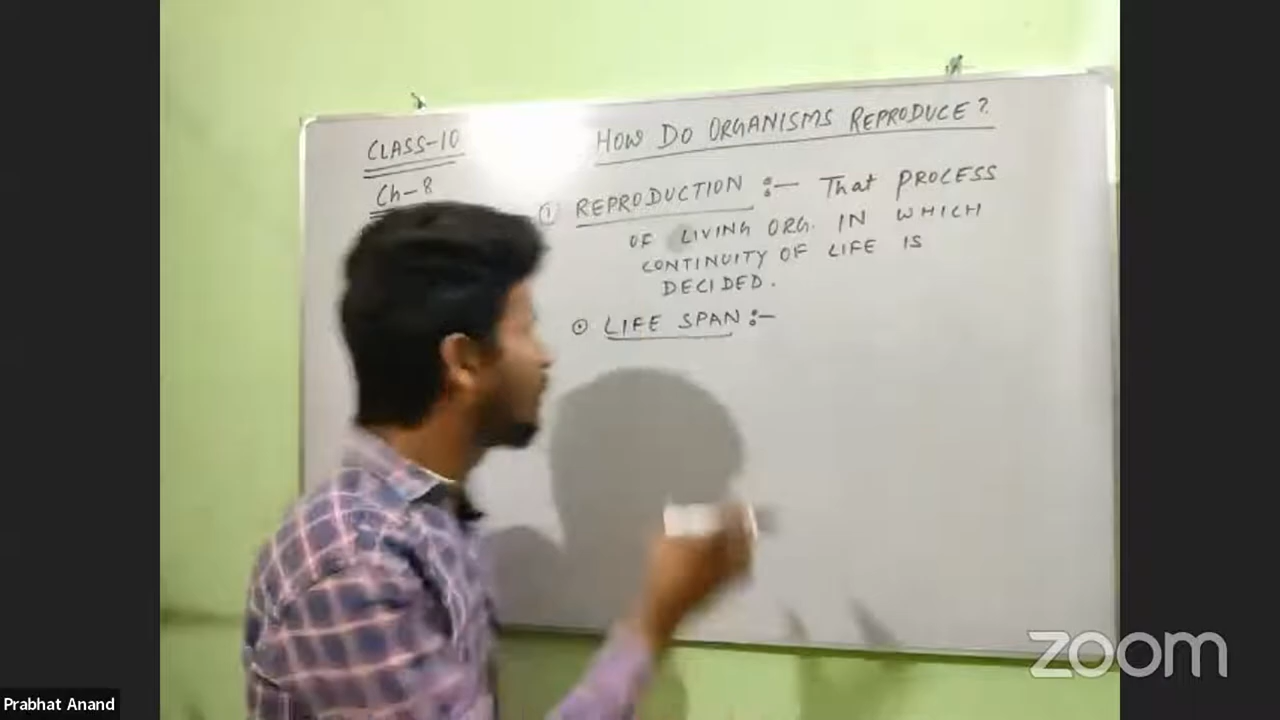 CLASS-10
Ch-8
HOW DO ORGANISMS REPRODUCE?
① REPRODUCTION :- That PROCESS
OF LIVING ORG. IN WHICH
CONTINUITY OF LIFE IS
DECIDED.
⊙ LIFE SPAN :-
zoom
Prabhat Anand